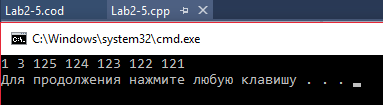 Lab2-5.cod Lab2-5.cpp
C:\Windows\system32\cmd.exe
1 3 125 124 123 122 121
Для продолжения нажмите любую клавишу . . .